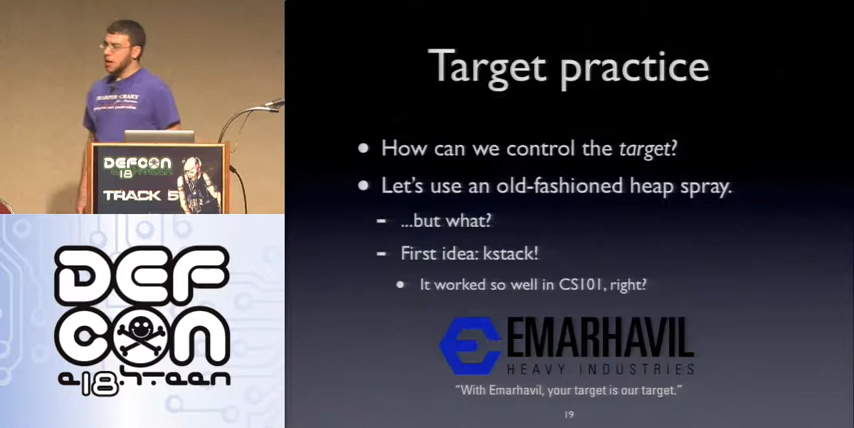 DEFCON
18
TRACK 5
DEF
CON
e18.hteen
Target practice
How can we control the target?
Let's use an old-fashioned heap spray.
...but what?
First idea: kstack!
It worked so well in CS101, right?
EMARHAVIL
HEAVY INDUSTRIES
"With Emarhavil, your target is our target."
19